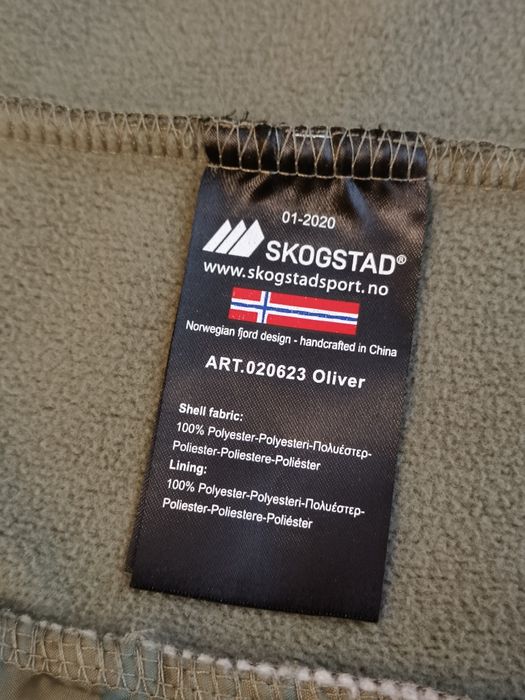 01-2020
SKOGSTAD®
www.skogstadsport.no
Norwegian fjord design - handcrafted in China
ART.020623 Oliver
Shell fabric:
100% Polyester-Polyesteri-Πολυέστερ-
Poliester-Poliestere-Poliéster
Lining:
100% Polyester-Polyesteri-Πολυέστερ-
Poliester-Poliestere-Poliéster